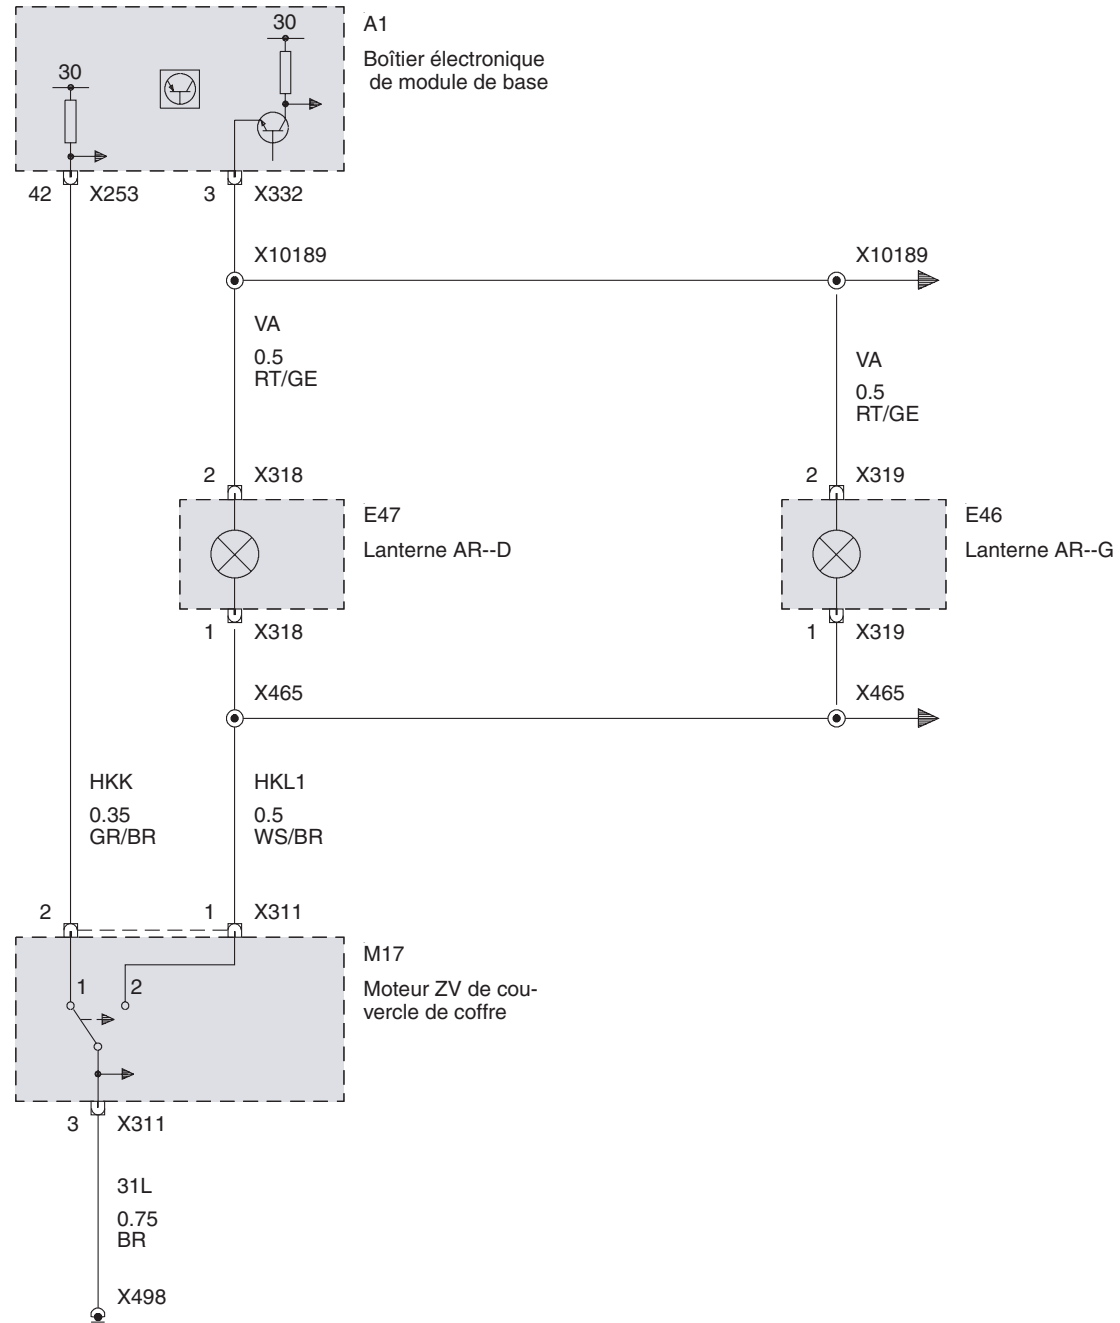 30
A1
Boîtier électronique
de module de base
30
42
X253
3
X332
X10189
X10189
VA
0.5
RT/GE
VA
0.5
RT/GE
2
X318
2
X319
E47
Lanterne AR--D
E46
Lanterne AR--G
1
X318
1
X319
X465
X465
HKK
0.35
GR/BR
HKL1
0.5
WS/BR
2
1
X311
M17
Moteur ZV de cou-
vercle de coffre
1
2
3
X311
31L
0.75
BR
X498